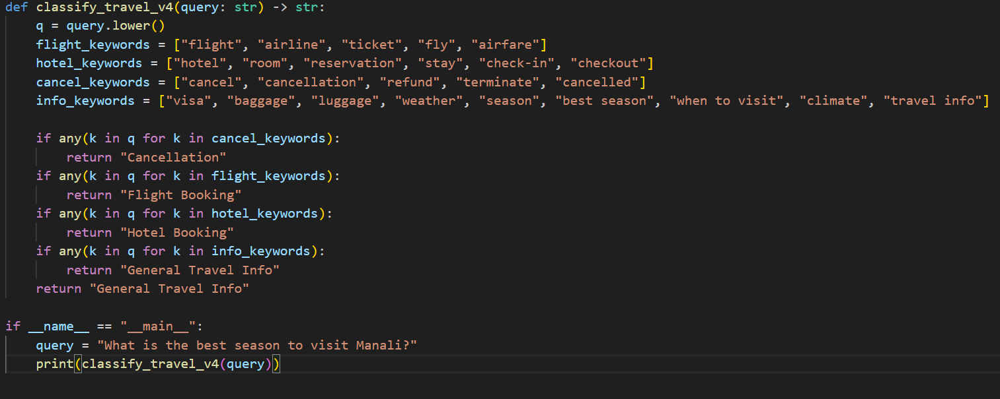 def classify_travel_v4(query: str) -> str:
    q = query.lower()
    flight_keywords = ["flight", "airline", "ticket", "fly", "airfare"]
    hotel_keywords = ["hotel", "room", "reservation", "stay", "check-in", "checkout"]
    cancel_keywords = ["cancel", "cancellation", "refund", "terminate", "cancelled"]
    info_keywords = ["visa", "baggage", "luggage", "weather", "season", "best season", "when to visit", "climate", "travel info"]

    if any(k in q for k in cancel_keywords):
        return "Cancellation"
    if any(k in q for k in flight_keywords):
        return "Flight Booking"
    if any(k in q for k in hotel_keywords):
        return "Hotel Booking"
    if any(k in q for k in info_keywords):
        return "General Travel Info"
    return "General Travel Info"

if __name__ == "__main__":
    query = "What is the best season to visit Manali?"
    print(classify_travel_v4(query))